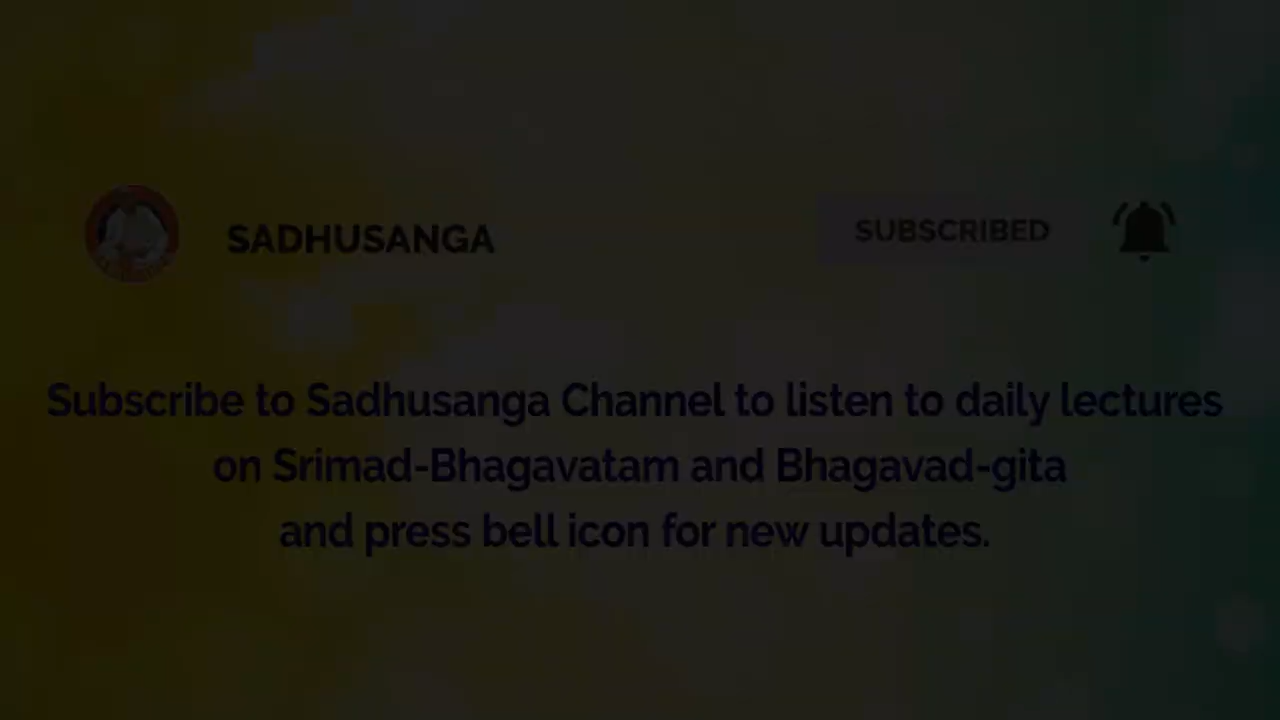 SADHUSANGA
SUBSCRIBED
Subscribe to Sadhusanga Channel to listen to daily lectures
on Srimad-Bhagavatam and Bhagavad-gita
and press bell icon for new updates.